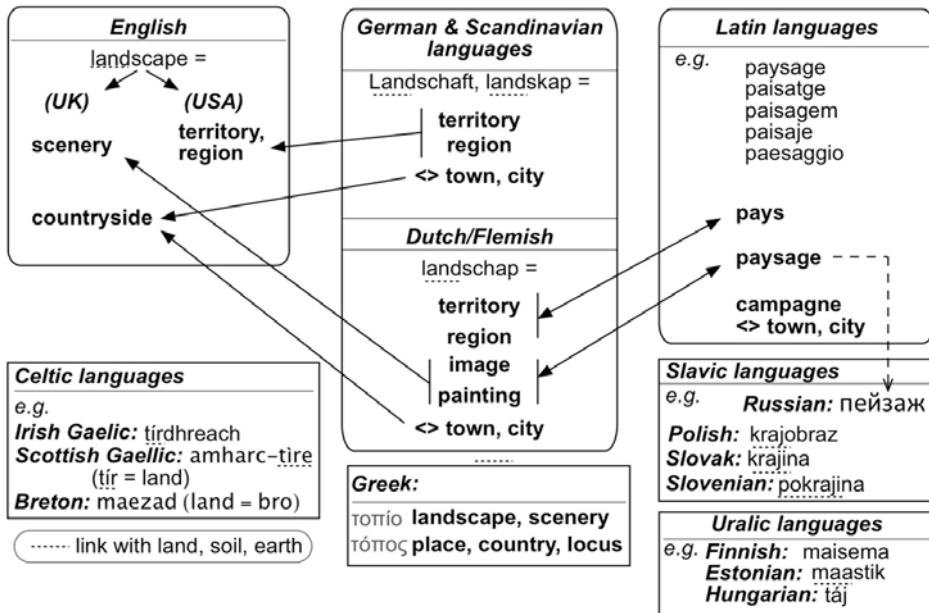 English
landscape =
(UK)
(USA)
scenery
territory,
region
countryside
German & Scandinavian
languages
Landschaft, landskap =
territory
region
<> town, city
Dutch/Flemish
landschap =
territory
region
image
painting
<> town, city
Latin languages
e.g.
paysage
paisatge
paisagem
paisaje
paesaggio
pays
paysage
campagne
<> town, city
Celtic languages
e.g.
Irish Gaelic: tírdhreach
Scottish Gaellic: amharc-tìre
(tír = land)
Breton: maezad (land = bro)
link with land, soil, earth
Greek:
τοπίο landscape, scenery
τόπος place, country, locus
Slavic languages
e.g.
Russian: пейзаж
Polish: krajobraz
Slovak: krajina
Slovenian: pokrajina
Uralic languages
e.g. Finnish: maisema
Estonian: maastik
Hungarian: táj